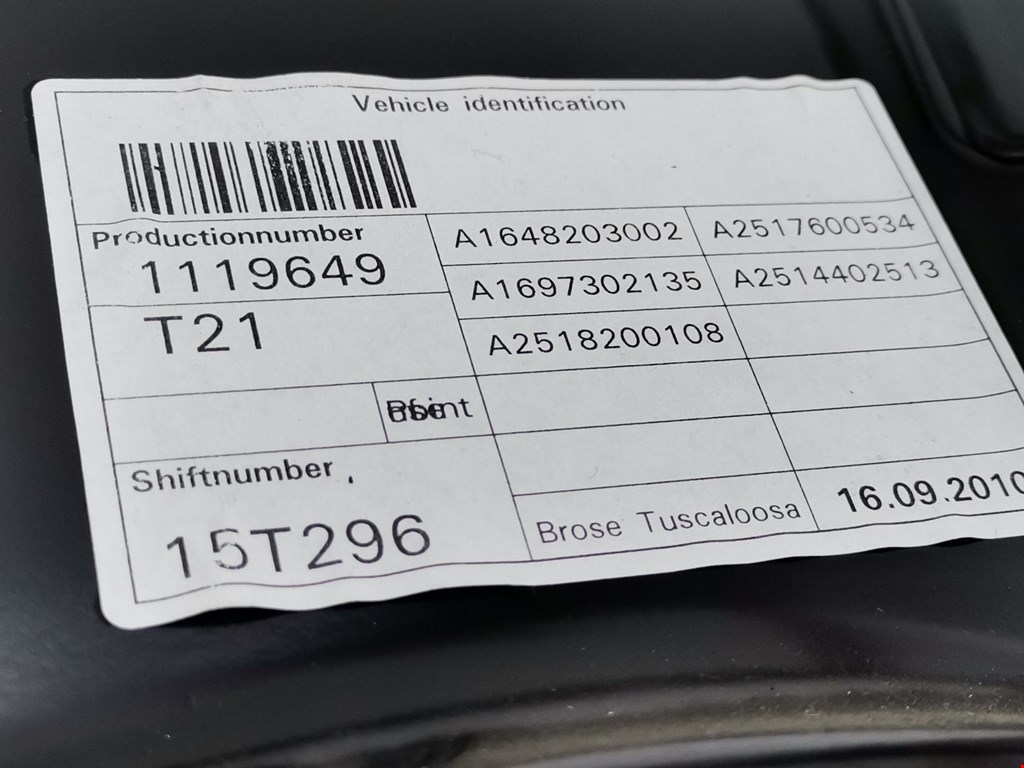 Vehicle identification
Productionnumber
1119649
T21
Shiftnumber
15T296
A1648203002 A2517600534
A1697302135 A2514402513
A2518200108
Brose Tuscaloosa 16.09.2010